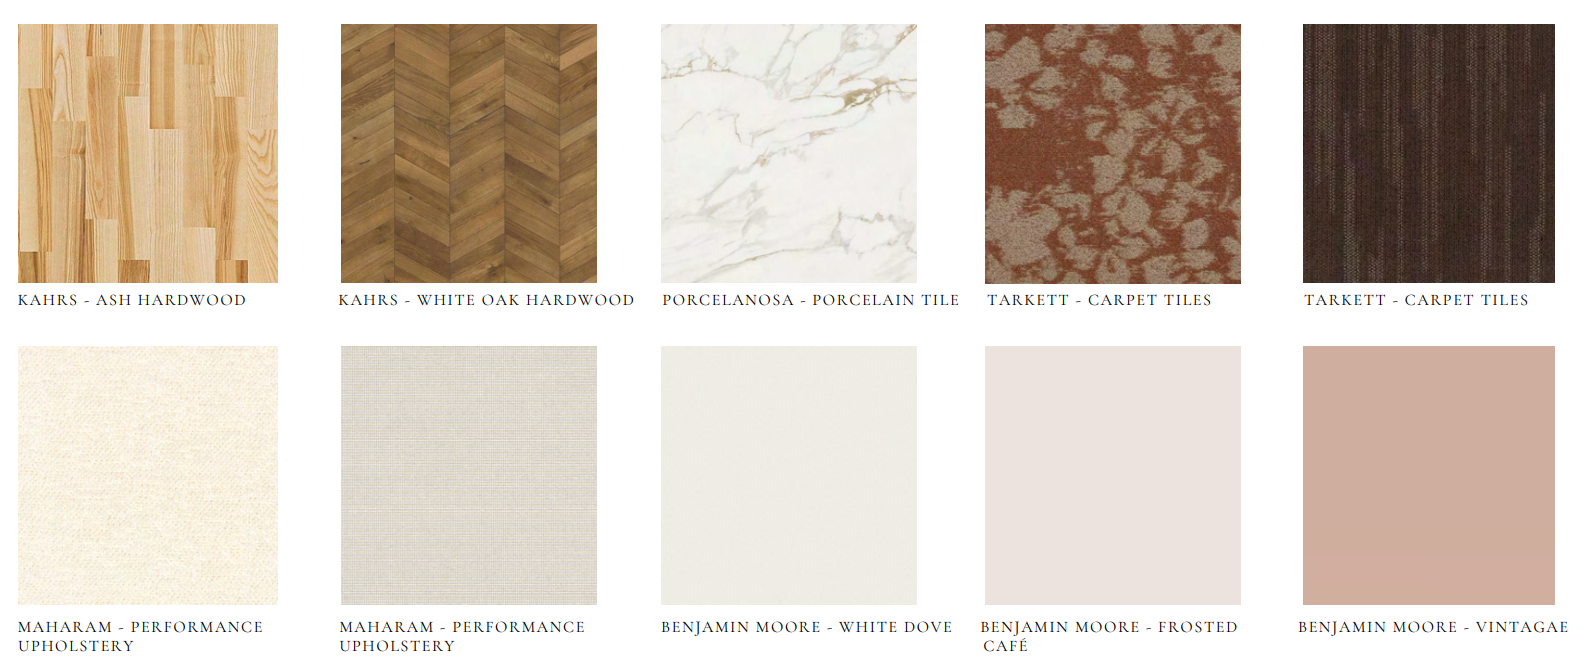 KAHRS - ASH HARDWOOD
KAHRS - WHITE OAK HARDWOOD
PORCELANOSA - PORCELAIN TILE
TARKETT - CARPET TILES
TARKETT - CARPET TILES
MAHARAM - PERFORMANCE
UPHOLSTERY
MAHARAM - PERFORMANCE
UPHOLSTERY
BENJAMIN MOORE - WHITE DOVE
BENJAMIN MOORE - FROSTED
CAFÉ
BENJAMIN MOORE - VINTAGAE